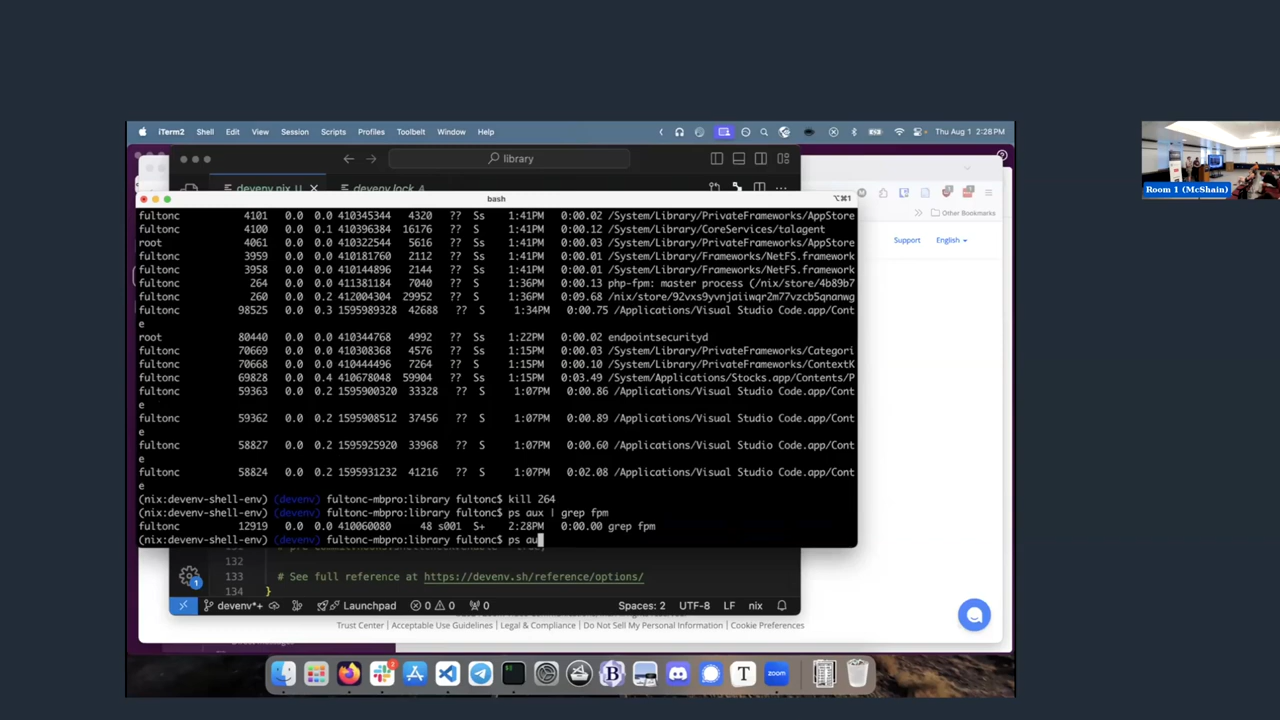 iTerm2 Shell Edit View Session Scripts Profiles Toolbelt Window Help Thu Aug 1 2:28PM
library
devenv.nix U devenv.lock A
bash ⌥⌘1
Other Bookmarks
Support English
fultonc 4101 0.0 0.0 410345344 4320 ?? Ss 1:41PM 0:00.02 /System/Library/PrivateFrameworks/AppStore
fultonc 4100 0.0 0.1 410396384 16176 ?? S 1:41PM 0:00.12 /System/Library/CoreServices/talagent
root 4061 0.0 0.0 410322544 5616 ?? Ss 1:41PM 0:00.03 /System/Library/PrivateFrameworks/AppStore
fultonc 3959 0.0 0.0 410181760 2112 ?? Ss 1:41PM 0:00.01 /System/Library/Frameworks/NetFS.framework
fultonc 3958 0.0 0.0 410144896 2144 ?? Ss 1:41PM 0:00.01 /System/Library/Frameworks/NetFS.framework
fultonc 264 0.0 0.0 411381184 7040 ?? S 1:36PM 0:00.13 php-fpm: master process (/nix/store/4b89b7
fultonc 260 0.0 0.2 412004304 29952 ?? S 1:36PM 0:09.68 /nix/store/92vxs9yvnjaiiwqr2m77vzcb5qnanwg
fultonc 98525 0.0 0.3 1595989328 42688 ?? S 1:34PM 0:00.75 /Applications/Visual Studio Code.app/Cont
e
root 80440 0.0 0.0 410344768 4992 ?? Ss 1:22PM 0:00.02 endpointsecurityd
fultonc 70669 0.0 0.0 410308368 4576 ?? Ss 1:15PM 0:00.03 /System/Library/PrivateFrameworks/Categori
fultonc 70668 0.0 0.0 410444496 7264 ?? S 1:15PM 0:00.10 /System/Library/PrivateFrameworks/ContextK
fultonc 69828 0.0 0.4 410678048 59904 ?? Ss 1:15PM 0:03.49 /System/Applications/Stocks.app/Contents/P
fultonc 59363 0.0 0.2 1595900320 33328 ?? S 1:07PM 0:00.86 /Applications/Visual Studio Code.app/Cont
e
fultonc 59362 0.0 0.2 1595908512 37456 ?? S 1:07PM 0:00.89 /Applications/Visual Studio Code.app/Cont
e
fultonc 58827 0.0 0.2 1595925920 33968 ?? S 1:07PM 0:00.60 /Applications/Visual Studio Code.app/Cont
e
fultonc 58824 0.0 0.2 1595931232 41216 ?? S 1:07PM 0:02.08 /Applications/Visual Studio Code.app/Cont
e
(nix:devenv-shell-env) (devenv) fultonc-mbpro:library fultonc$ kill 264
(nix:devenv-shell-env) (devenv) fultonc-mbpro:library fultonc$ ps aux | grep fpm
fultonc 12919 0.0 0.0 410060080 48 s001 S+ 2:28PM 0:00.00 grep fpm
(nix:devenv-shell-env) (devenv) fultonc-mbpro:library fultonc$ ps au
132
133 # See full reference at https://devenv.sh/reference/options/
134 }
devenv*+ Launchpad 0 0 0 Spaces: 2 UTF-8 LF nix
Trust Center | Acceptable Use Guidelines | Legal & Compliance | Do Not Sell My Personal Information | Cookie Preferences
zoom
Room 1 (McShain)